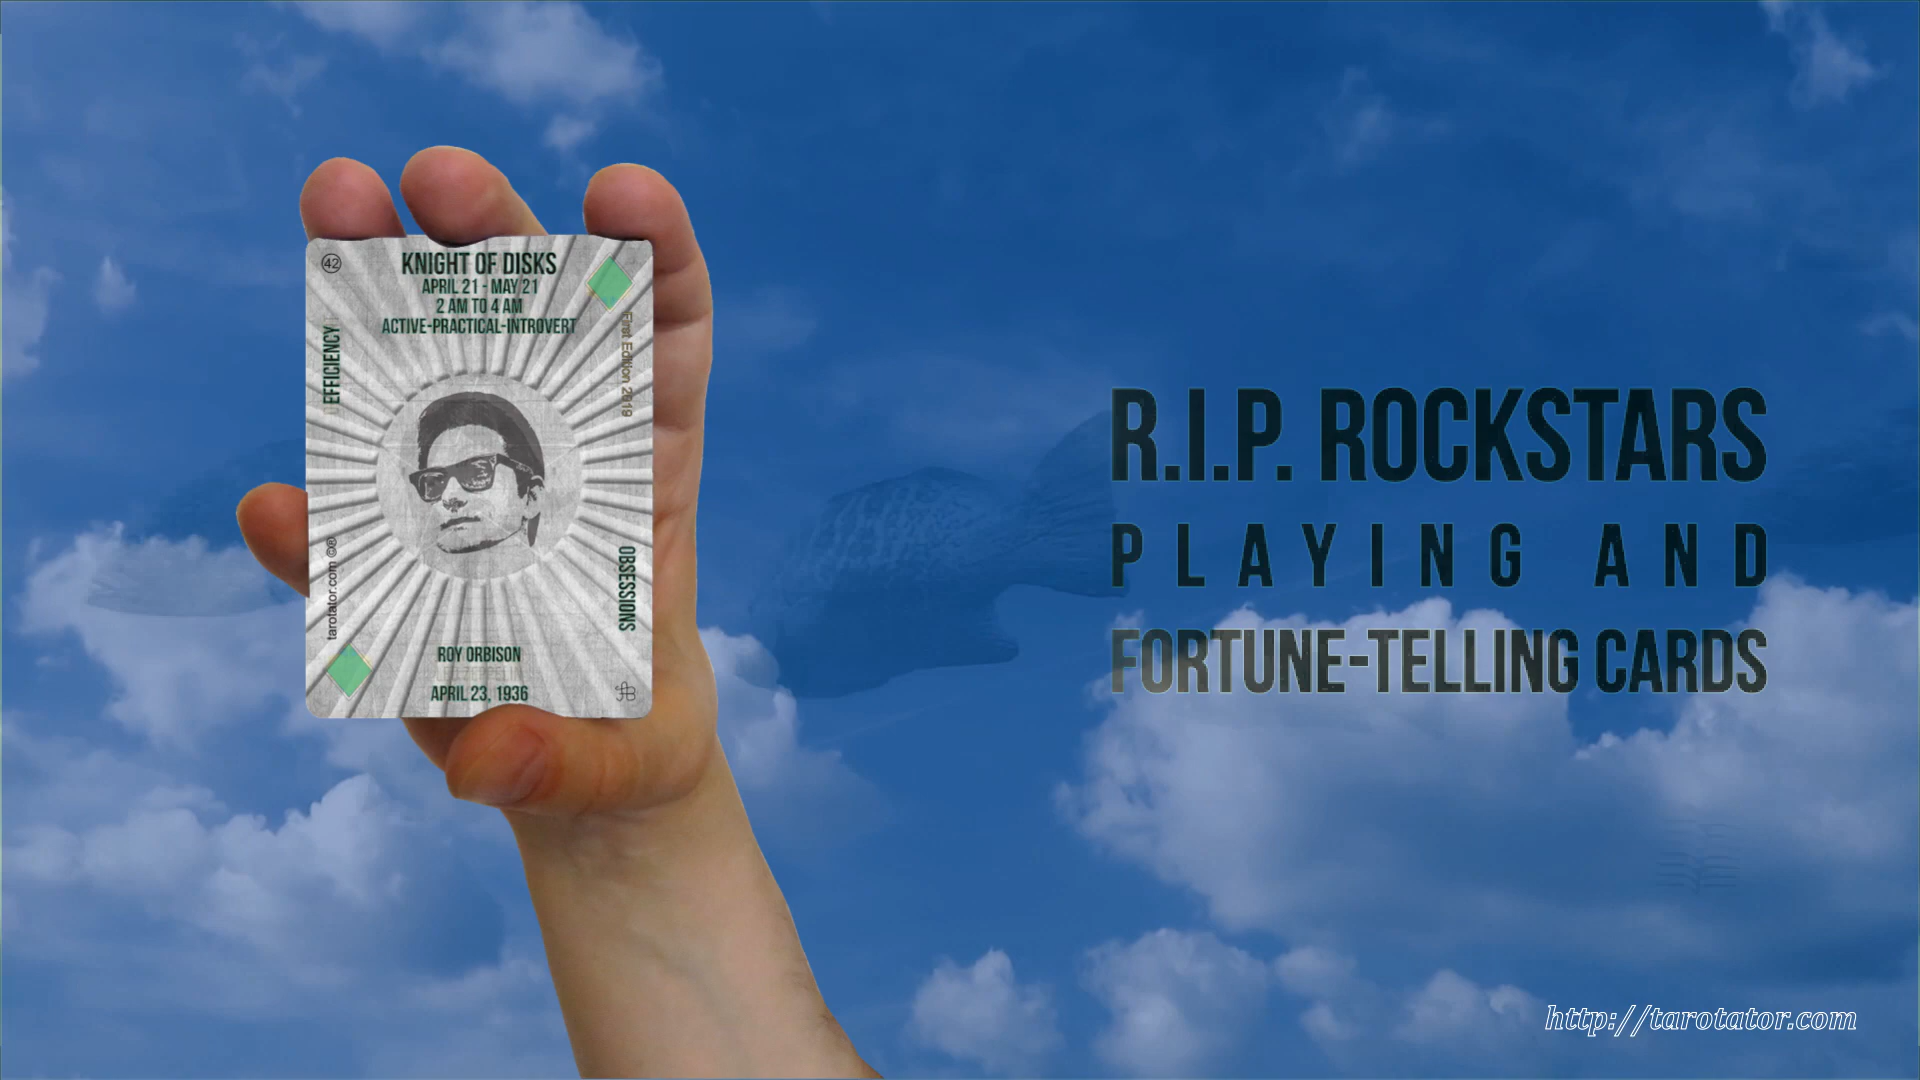 42
KNIGHT OF DISKS
APRIL 21 - MAY 21
2 AM TO 4 AM
ACTIVE-PRACTICAL-INTROVERT
EFFICIENCY
First Edition 2019
tarotator.com ©®
OBSESSIONS
ROY ORBISON
APRIL 23, 1936
R.I.P. ROCKSTARS
PLAYING AND
FORTUNE-TELLING CARDS
http://tarotator.com